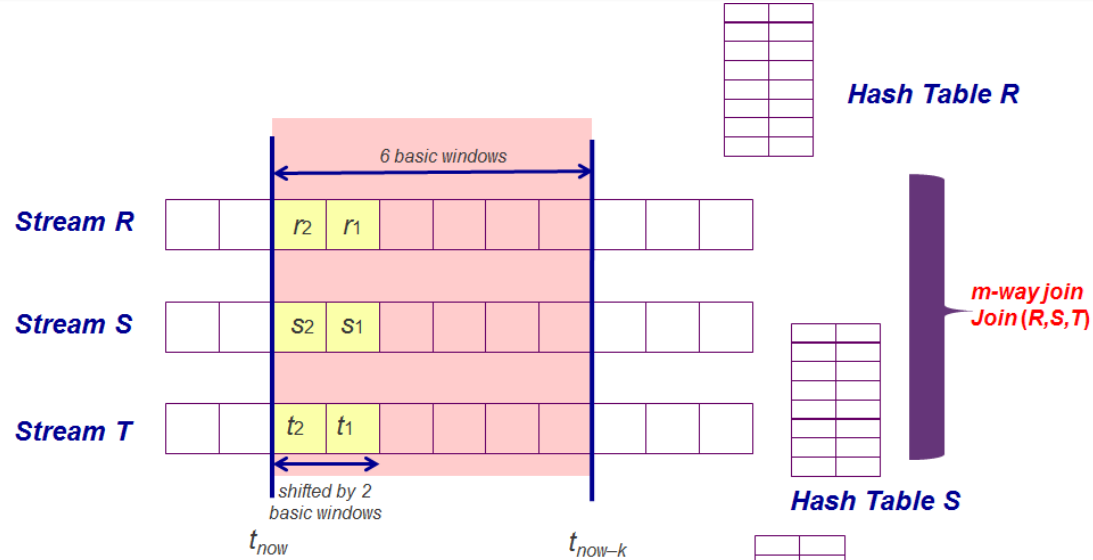 Hash Table R
6 basic windows
Stream R
r2 r1
Stream S
s2 s1
m-way join
Join (R,S,T)
Stream T
t2 t1
shifted by 2
basic windows
Hash Table S
tnow
tnow–k